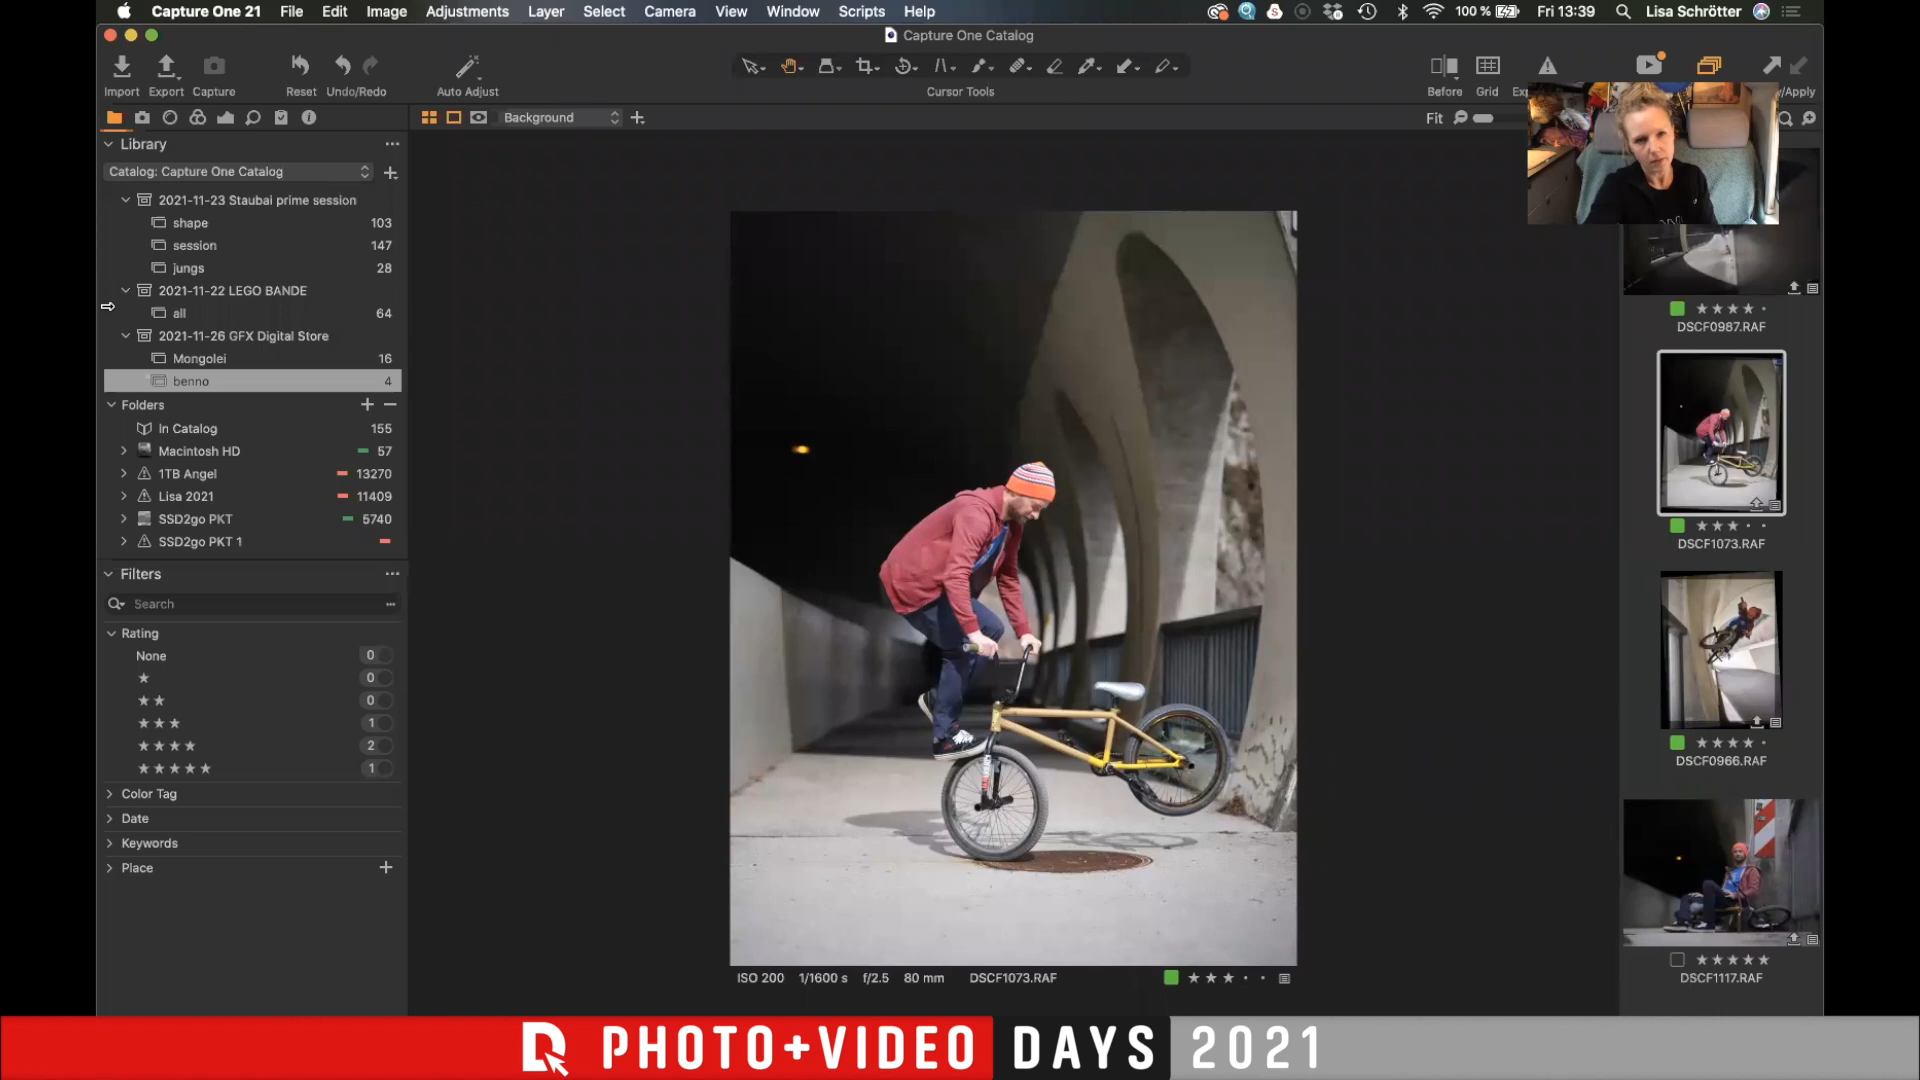 Capture One 21 File Edit Image Adjustments Layer Select Camera View Window Scripts Help 100 % Fri 13:39 Lisa Schrötter
Capture One Catalog
Import Export Capture Reset Undo/Redo Auto Adjust Cursor Tools Before Grid Exp /Apply
Background Fit
Library
Catalog: Capture One Catalog
2021-11-23 Staubai prime session
shape 103
session 147
jungs 28
2021-11-22 LEGO BANDE
all 64
2021-11-26 GFX Digital Store
Mongolei 16
benno 4
Folders
In Catalog 155
Macintosh HD 57
1TB Angel 13270
Lisa 2021 11409
SSD2go PKT 5740
SSD2go PKT 1
Filters
Search
Rating
None 0
0
0
1
2
1
Color Tag
Date
Keywords
Place
ISO 200 1/1600 s f/2.5 80 mm DSCF1073.RAF
DSCF0987.RAF
DSCF1073.RAF
DSCF0966.RAF
DSCF1117.RAF
PHOTO+VIDEO DAYS 2021